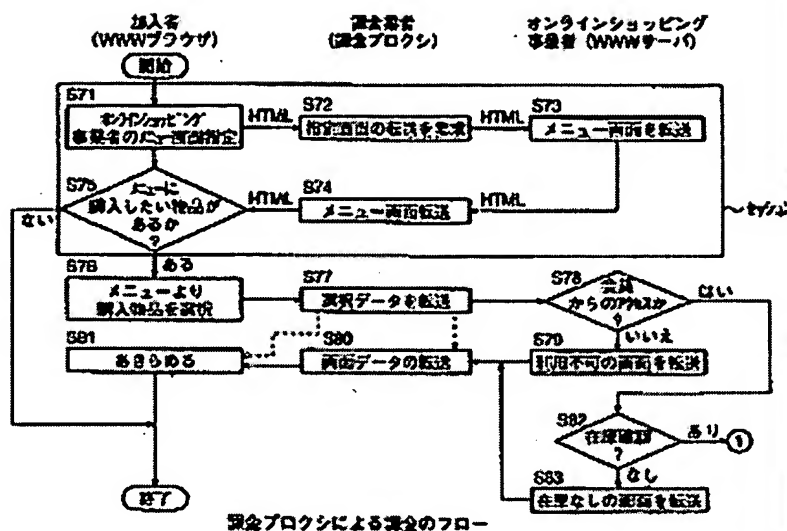 加入者
(WWWブラウザ)
課金業者
(課金プロクシ)
オンラインショッピング
事業者 (WWWサーバ)
開始
S71
オンラインショッピング
事業者のメニュー画面指定
HTML
S72
指定画面の転送を要求
HTML
S73
メニュー画面を転送
S75
メニューに
購入したい物品が
あるか
?
HTML
S74
メニュー画面転送
HTML
ない
ある
S76
メニューより
購入物品を選択
S77
選択データを転送
S78
会員
からのアクセスか
?
はい
いいえ
S81
あきらめる
S80
画面データの転送
S79
利用不可の画面を転送
S82
在庫確認
?
あり
なし
S83
在庫なしの画面を転送
終了
課金プロクシによる課金のフロー